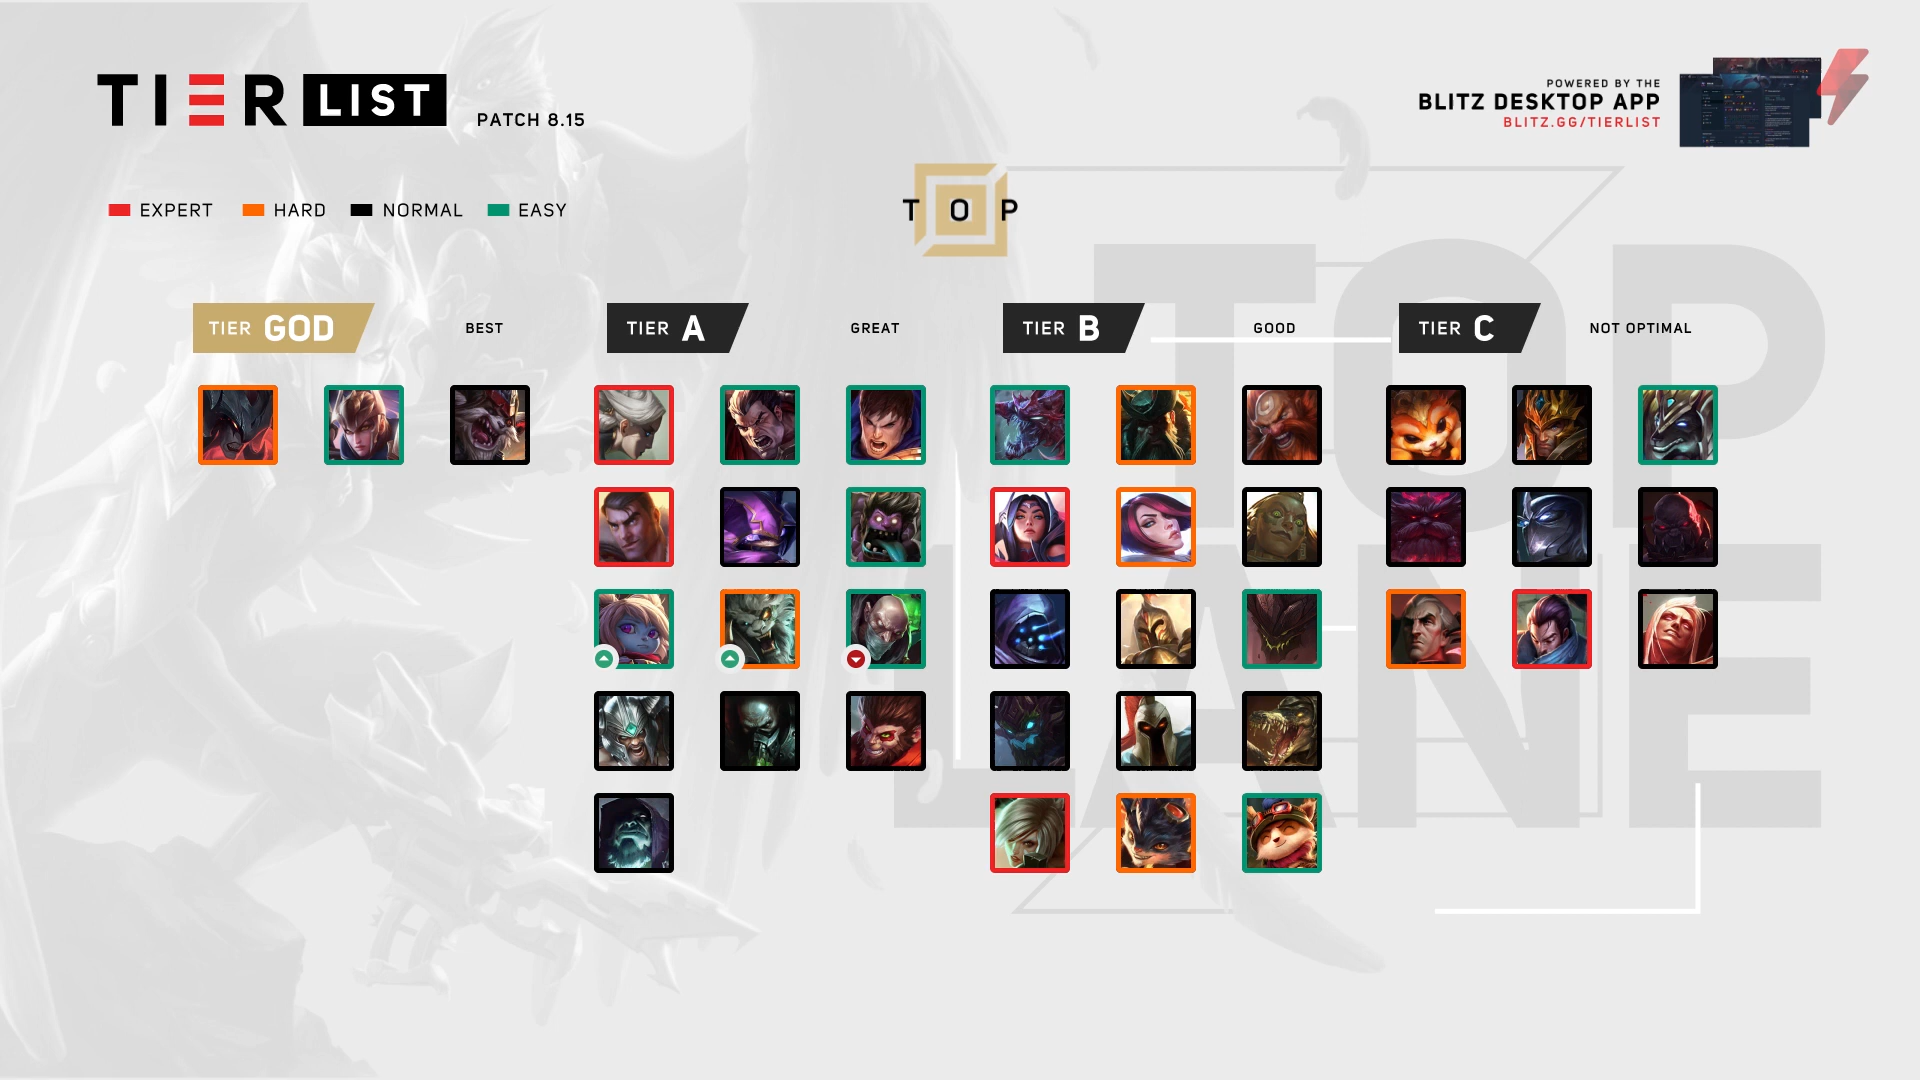 TIER LIST
PATCH 8.15
POWERED BY THE
BLITZ DESKTOP APP
BLITZ.GG/TIERLIST
EXPERT
HARD
NORMAL
EASY
TOP
TOP
LANE
TIER GOD
BEST
TIER A
GREAT
TIER B
GOOD
TIER C
NOT OPTIMAL